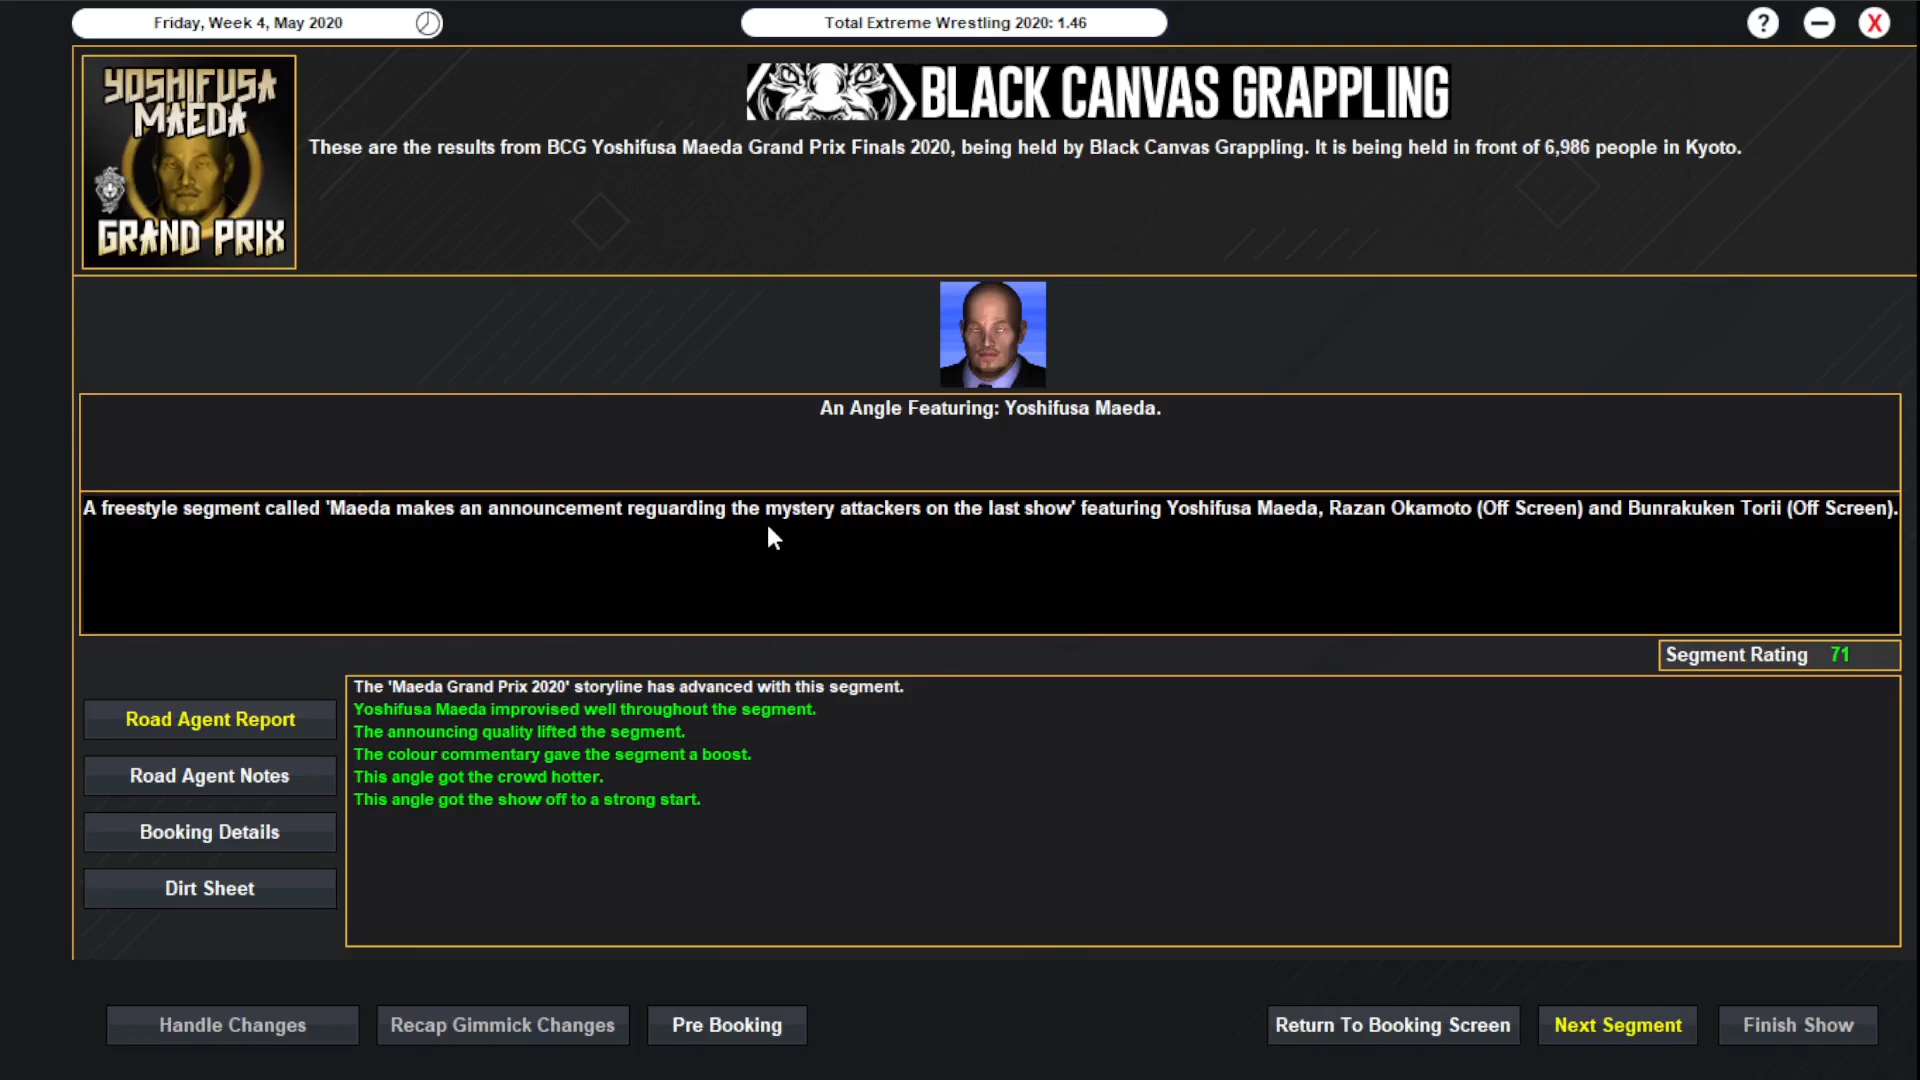 Friday, Week 4, May 2020
Total Extreme Wrestling 2020: 1.46
?
X
YOSHIFUSA
MAEDA
GRAND PRIX
BLACK CANVAS GRAPPLING
These are the results from BCG Yoshifusa Maeda Grand Prix Finals 2020, being held by Black Canvas Grappling. It is being held in front of 6,986 people in Kyoto.
An Angle Featuring: Yoshifusa Maeda.
A freestyle segment called 'Maeda makes an announcement reguarding the mystery attackers on the last show' featuring Yoshifusa Maeda, Razan Okamoto (Off Screen) and Bunrakuken Torii (Off Screen).
Segment Rating 71
Road Agent Report
Road Agent Notes
Booking Details
Dirt Sheet
The 'Maeda Grand Prix 2020' storyline has advanced with this segment.
Yoshifusa Maeda improvised well throughout the segment.
The announcing quality lifted the segment.
The colour commentary gave the segment a boost.
This angle got the crowd hotter.
This angle got the show off to a strong start.
Handle Changes
Recap Gimmick Changes
Pre Booking
Return To Booking Screen
Next Segment
Finish Show